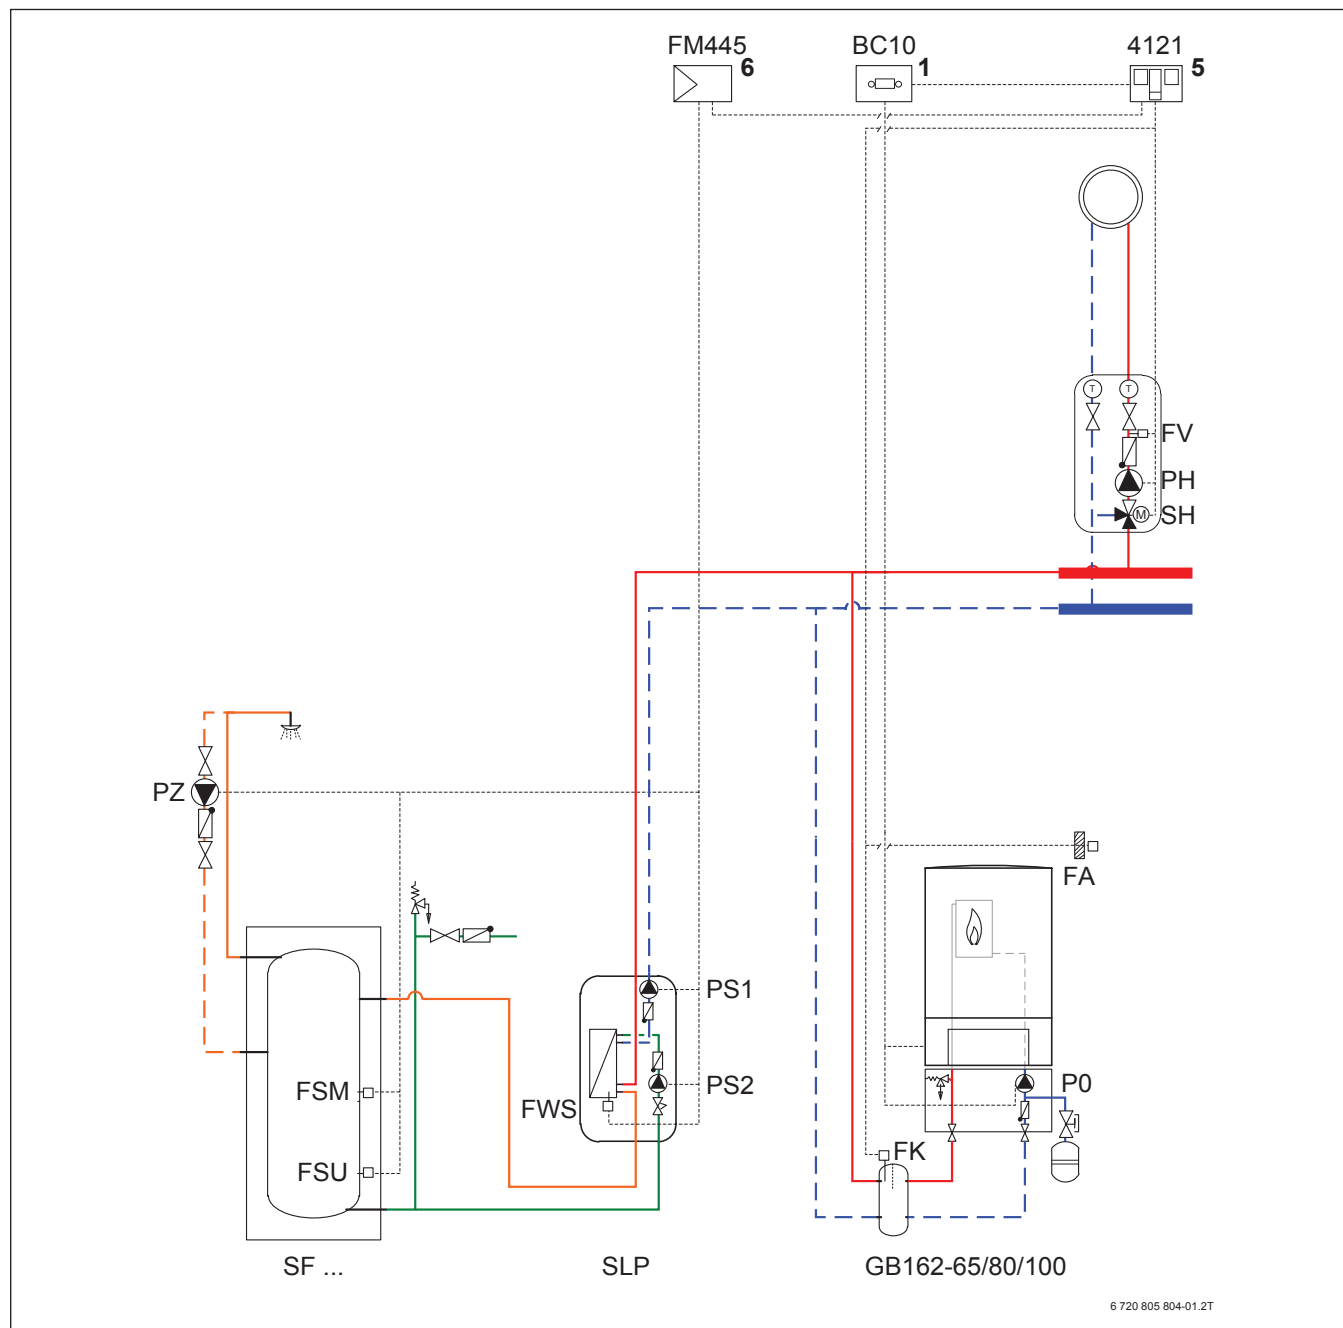 FM445 BC10 4121
6 1 5
T T
FV
PH
M SH
PZ
FA
PS1
FSM
PS2 P0
FWS
FSU
FK
SF ... SLP GB162-65/80/100
6 720 805 804-01.2T